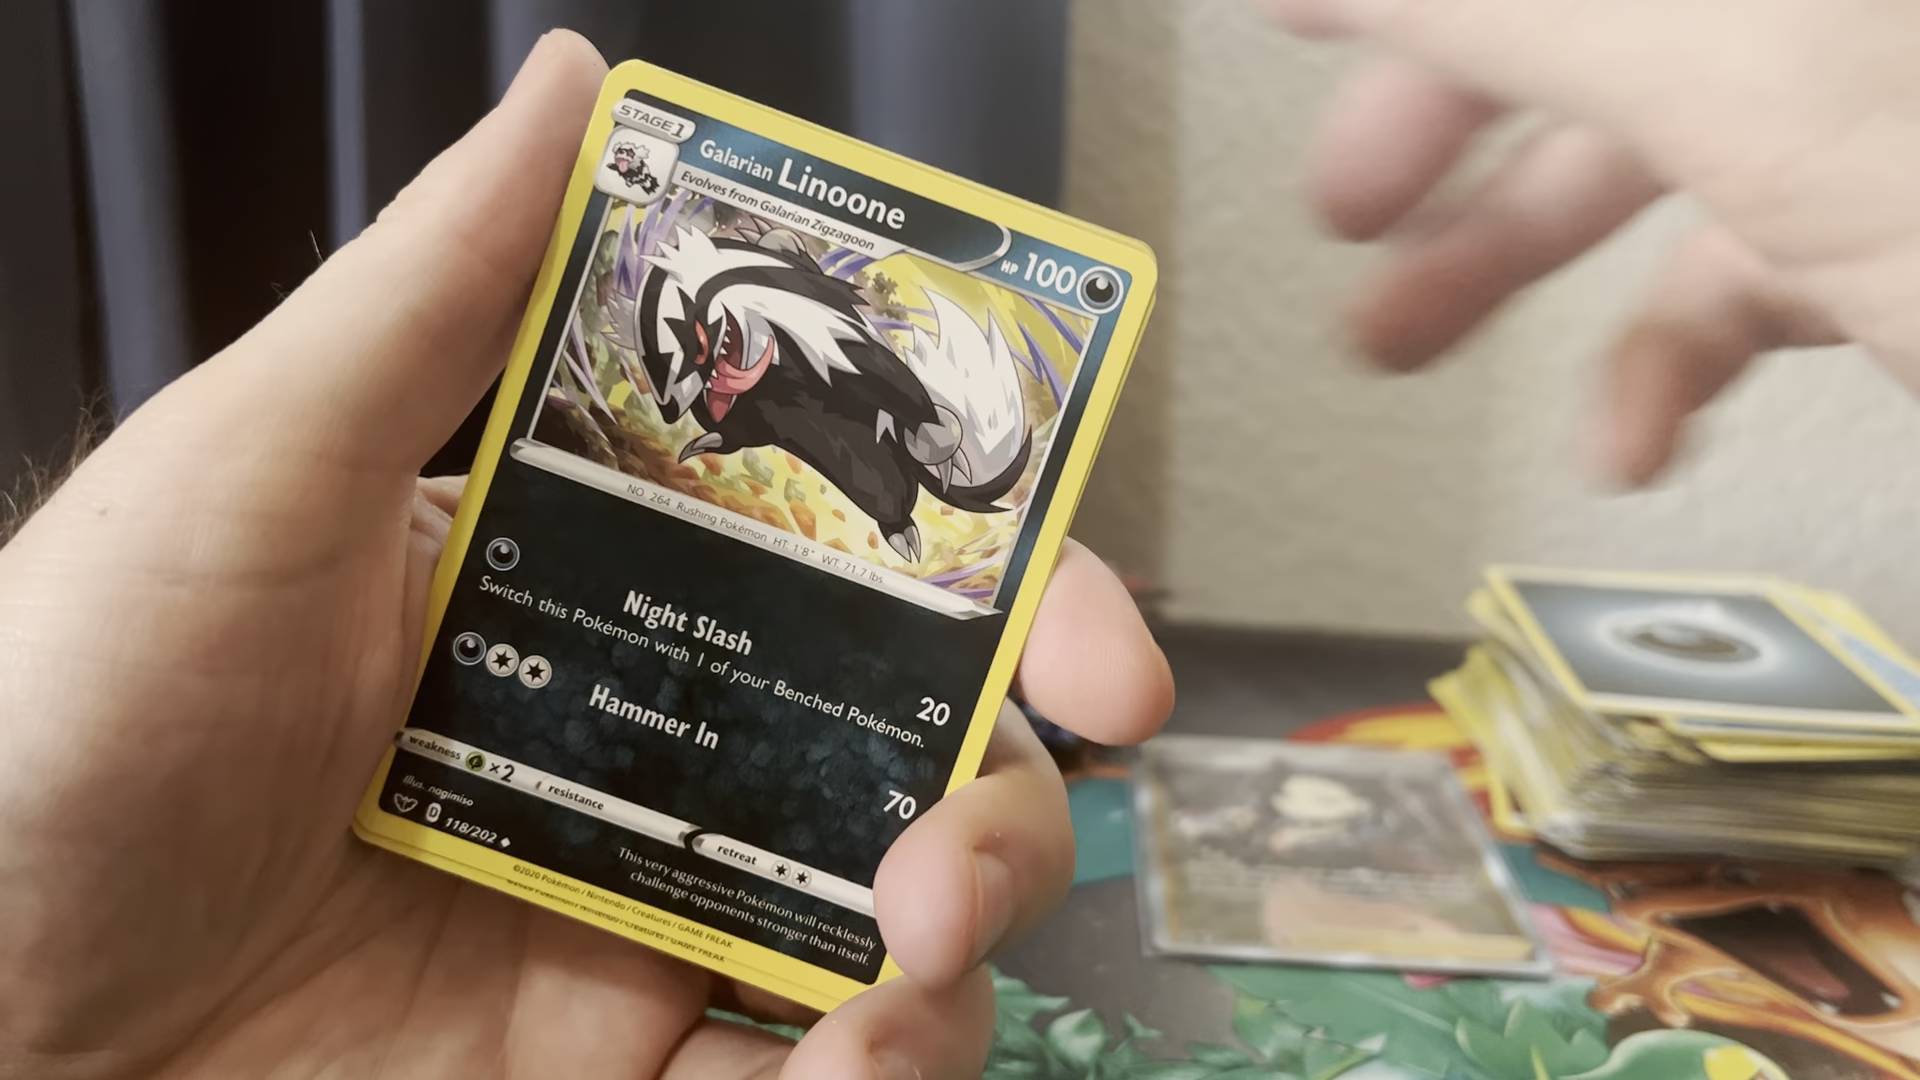 STAGE 1
Galarian Linoone
Evolves from Galarian Zigzagoon
HP 100
NO. 264 Rushing Pokémon HT: 1'8" WT: 71.7 lbs.
Night Slash 20
Switch this Pokémon with 1 of your Benched Pokémon.
Hammer In 70
weakness ×2 resistance retreat
Illus. nagimiso
D 118/202
This very aggressive Pokémon will recklessly
challenge opponents stronger than itself.
©2020 Pokémon / Nintendo / Creatures / GAME FREAK